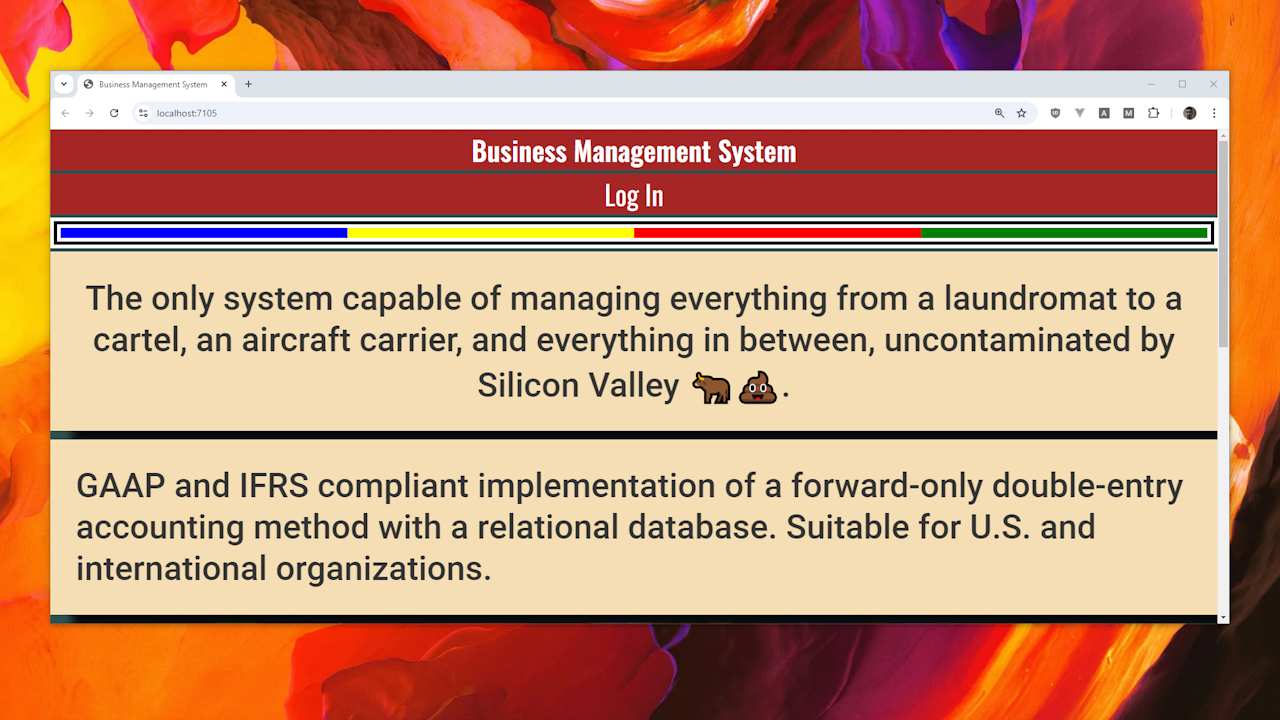 Business Management System
localhost:7105
A
M
Business Management System
Log In
The only system capable of managing everything from a laundromat to a
cartel, an aircraft carrier, and everything in between, uncontaminated by
Silicon Valley 🐂💩.
GAAP and IFRS compliant implementation of a forward-only double-entry
accounting method with a relational database. Suitable for U.S. and
international organizations.